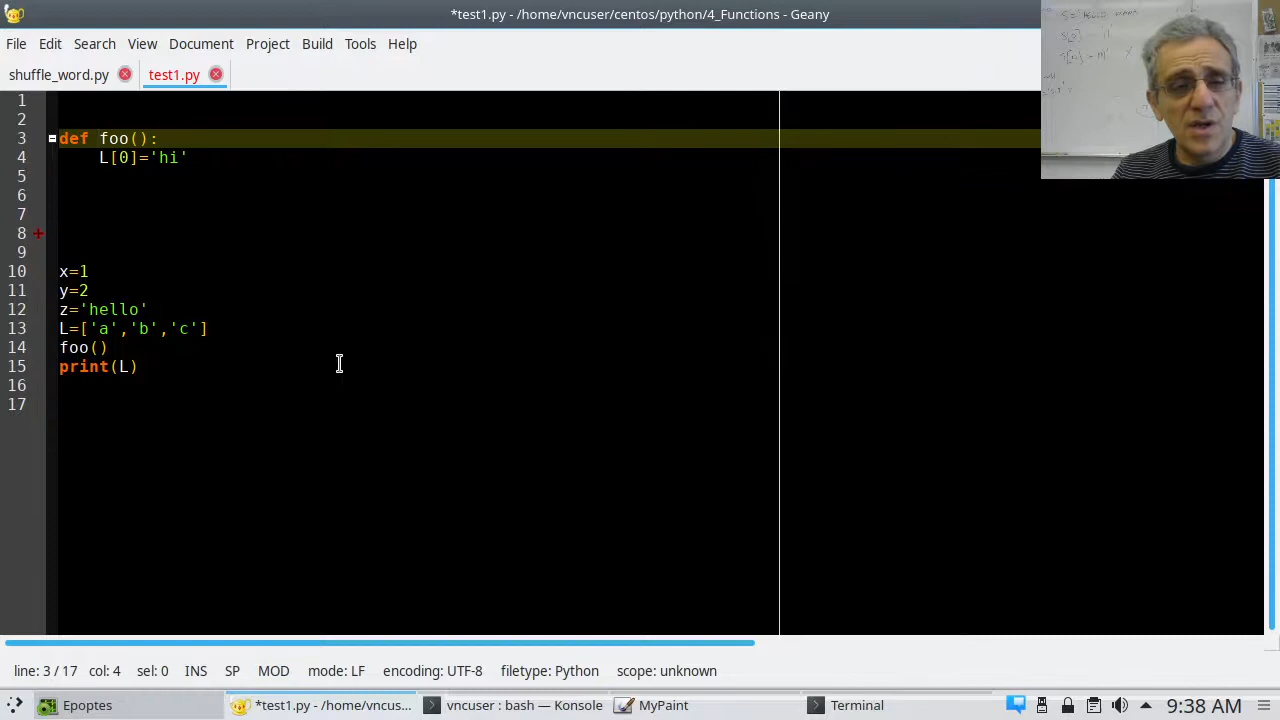 *test1.py - /home/vncuser/centos/python/4_Functions - Geany
File Edit Search View Document Project Build Tools Help
shuffle_word.py test1.py
1
2
3 def foo():
4 L[0]='hi'
5
6
7
8 +
9
10 x=1
11 y=2
12 z='hello'
13 L=['a','b','c']
14 foo()
15 print(L)
16
17
line: 3 / 17 col: 4 sel: 0 INS SP MOD mode: LF encoding: UTF-8 filetype: Python scope: unknown
Epoptes *test1.py - /home/vncus... vncuser : bash — Konsole MyPaint Terminal 9:38 AM